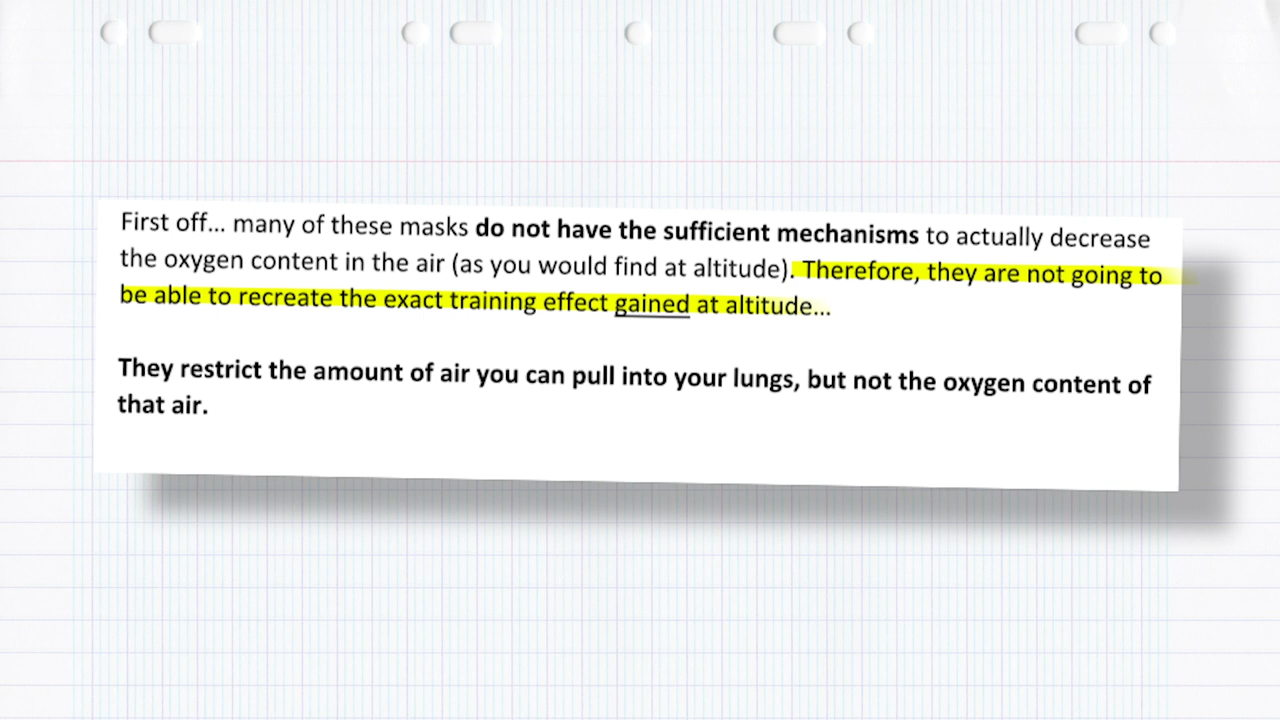 First off... many of these masks do not have the sufficient mechanisms to actually decrease
the oxygen content in the air (as you would find at altitude). Therefore, they are not going to
be able to recreate the exact training effect gained at altitude...
They restrict the amount of air you can pull into your lungs, but not the oxygen content of
that air.